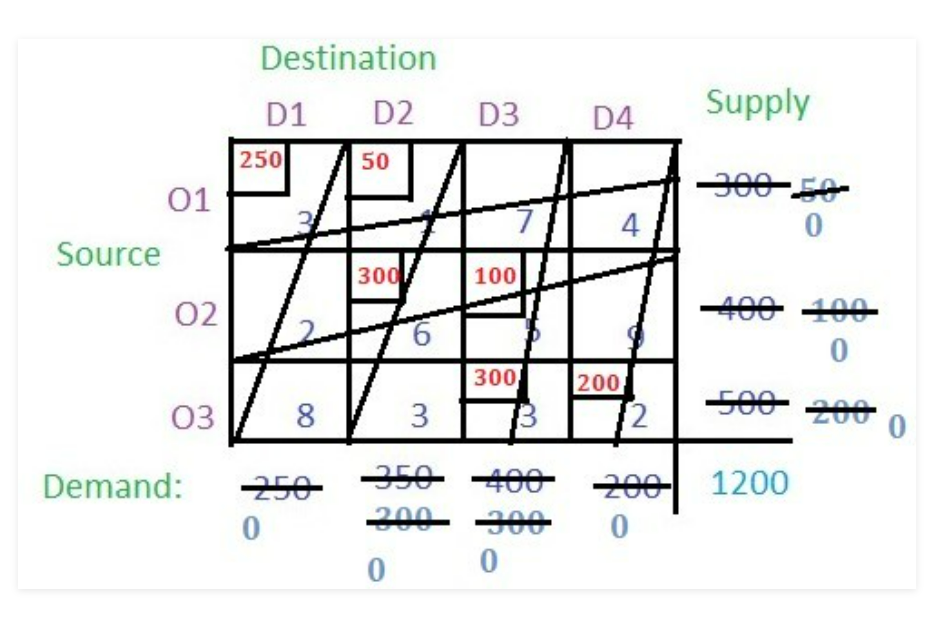 Destination
D1 D2 D3 D4 Supply
250 50
O1 3 1 7 4 300 50
0
Source
300 100
O2 2 6 5 9 400 100
0
300 200
O3 8 3 3 2 500 200 0
Demand: 250 350 400 200 1200
0 300 300 0
0 0